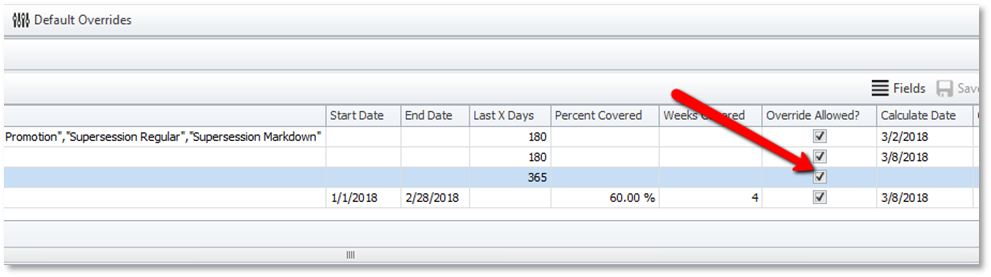 Default Overrides
Fields Save
Start Date End Date Last X Days Percent Covered Weeks Covered Override Allowed? Calculate Date
Promotion","Supersession Regular","Supersession Markdown" 180 3/2/2018
180 3/8/2018
365
1/1/2018 2/28/2018 60.00 % 4 3/8/2018